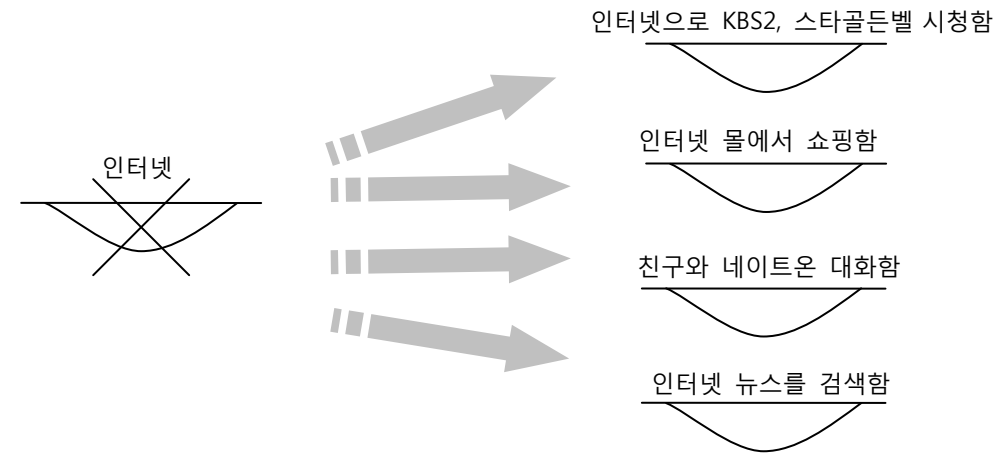 인터넷
인터넷으로 KBS2, 스타골든벨 시청함
인터넷 몰에서 쇼핑함
친구와 네이트온 대화함
인터넷 뉴스를 검색함